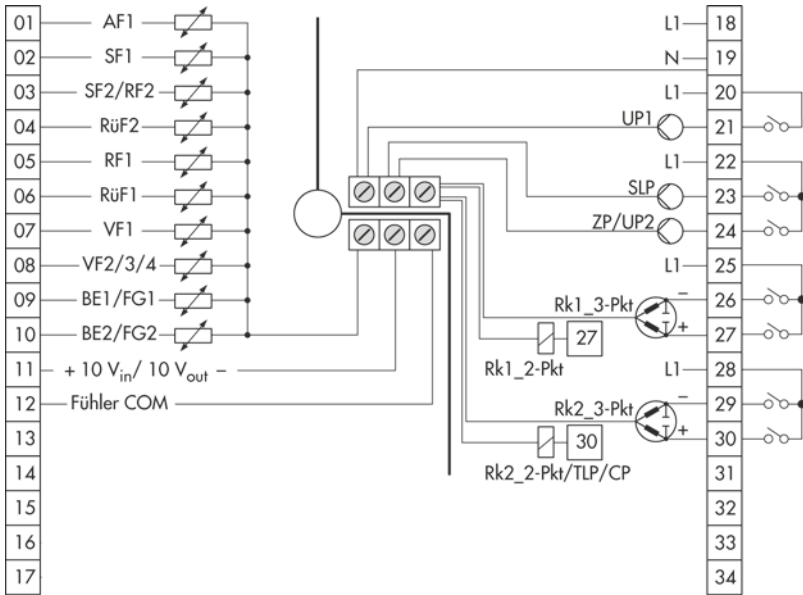 01 AF1
02 SF1
03 SF2/RF2
04 RüF2
05 RF1
06 RüF1
07 VF1
08 VF2/3/4
09 BE1/FG1
10 BE2/FG2
11 + 10 Vin/ 10 Vout –
12 Fühler COM
13
14
15
16
17
L1 18
N 19
L1 20
UP1 21
L1 22
SLP 23
ZP/UP2 24
L1 25
Rk1_3-Pkt – 26
+ 27
27
Rk1_2-Pkt
L1 28
Rk2_3-Pkt – 29
+ 30
30
Rk2_2-Pkt/TLP/CP
31
32
33
34